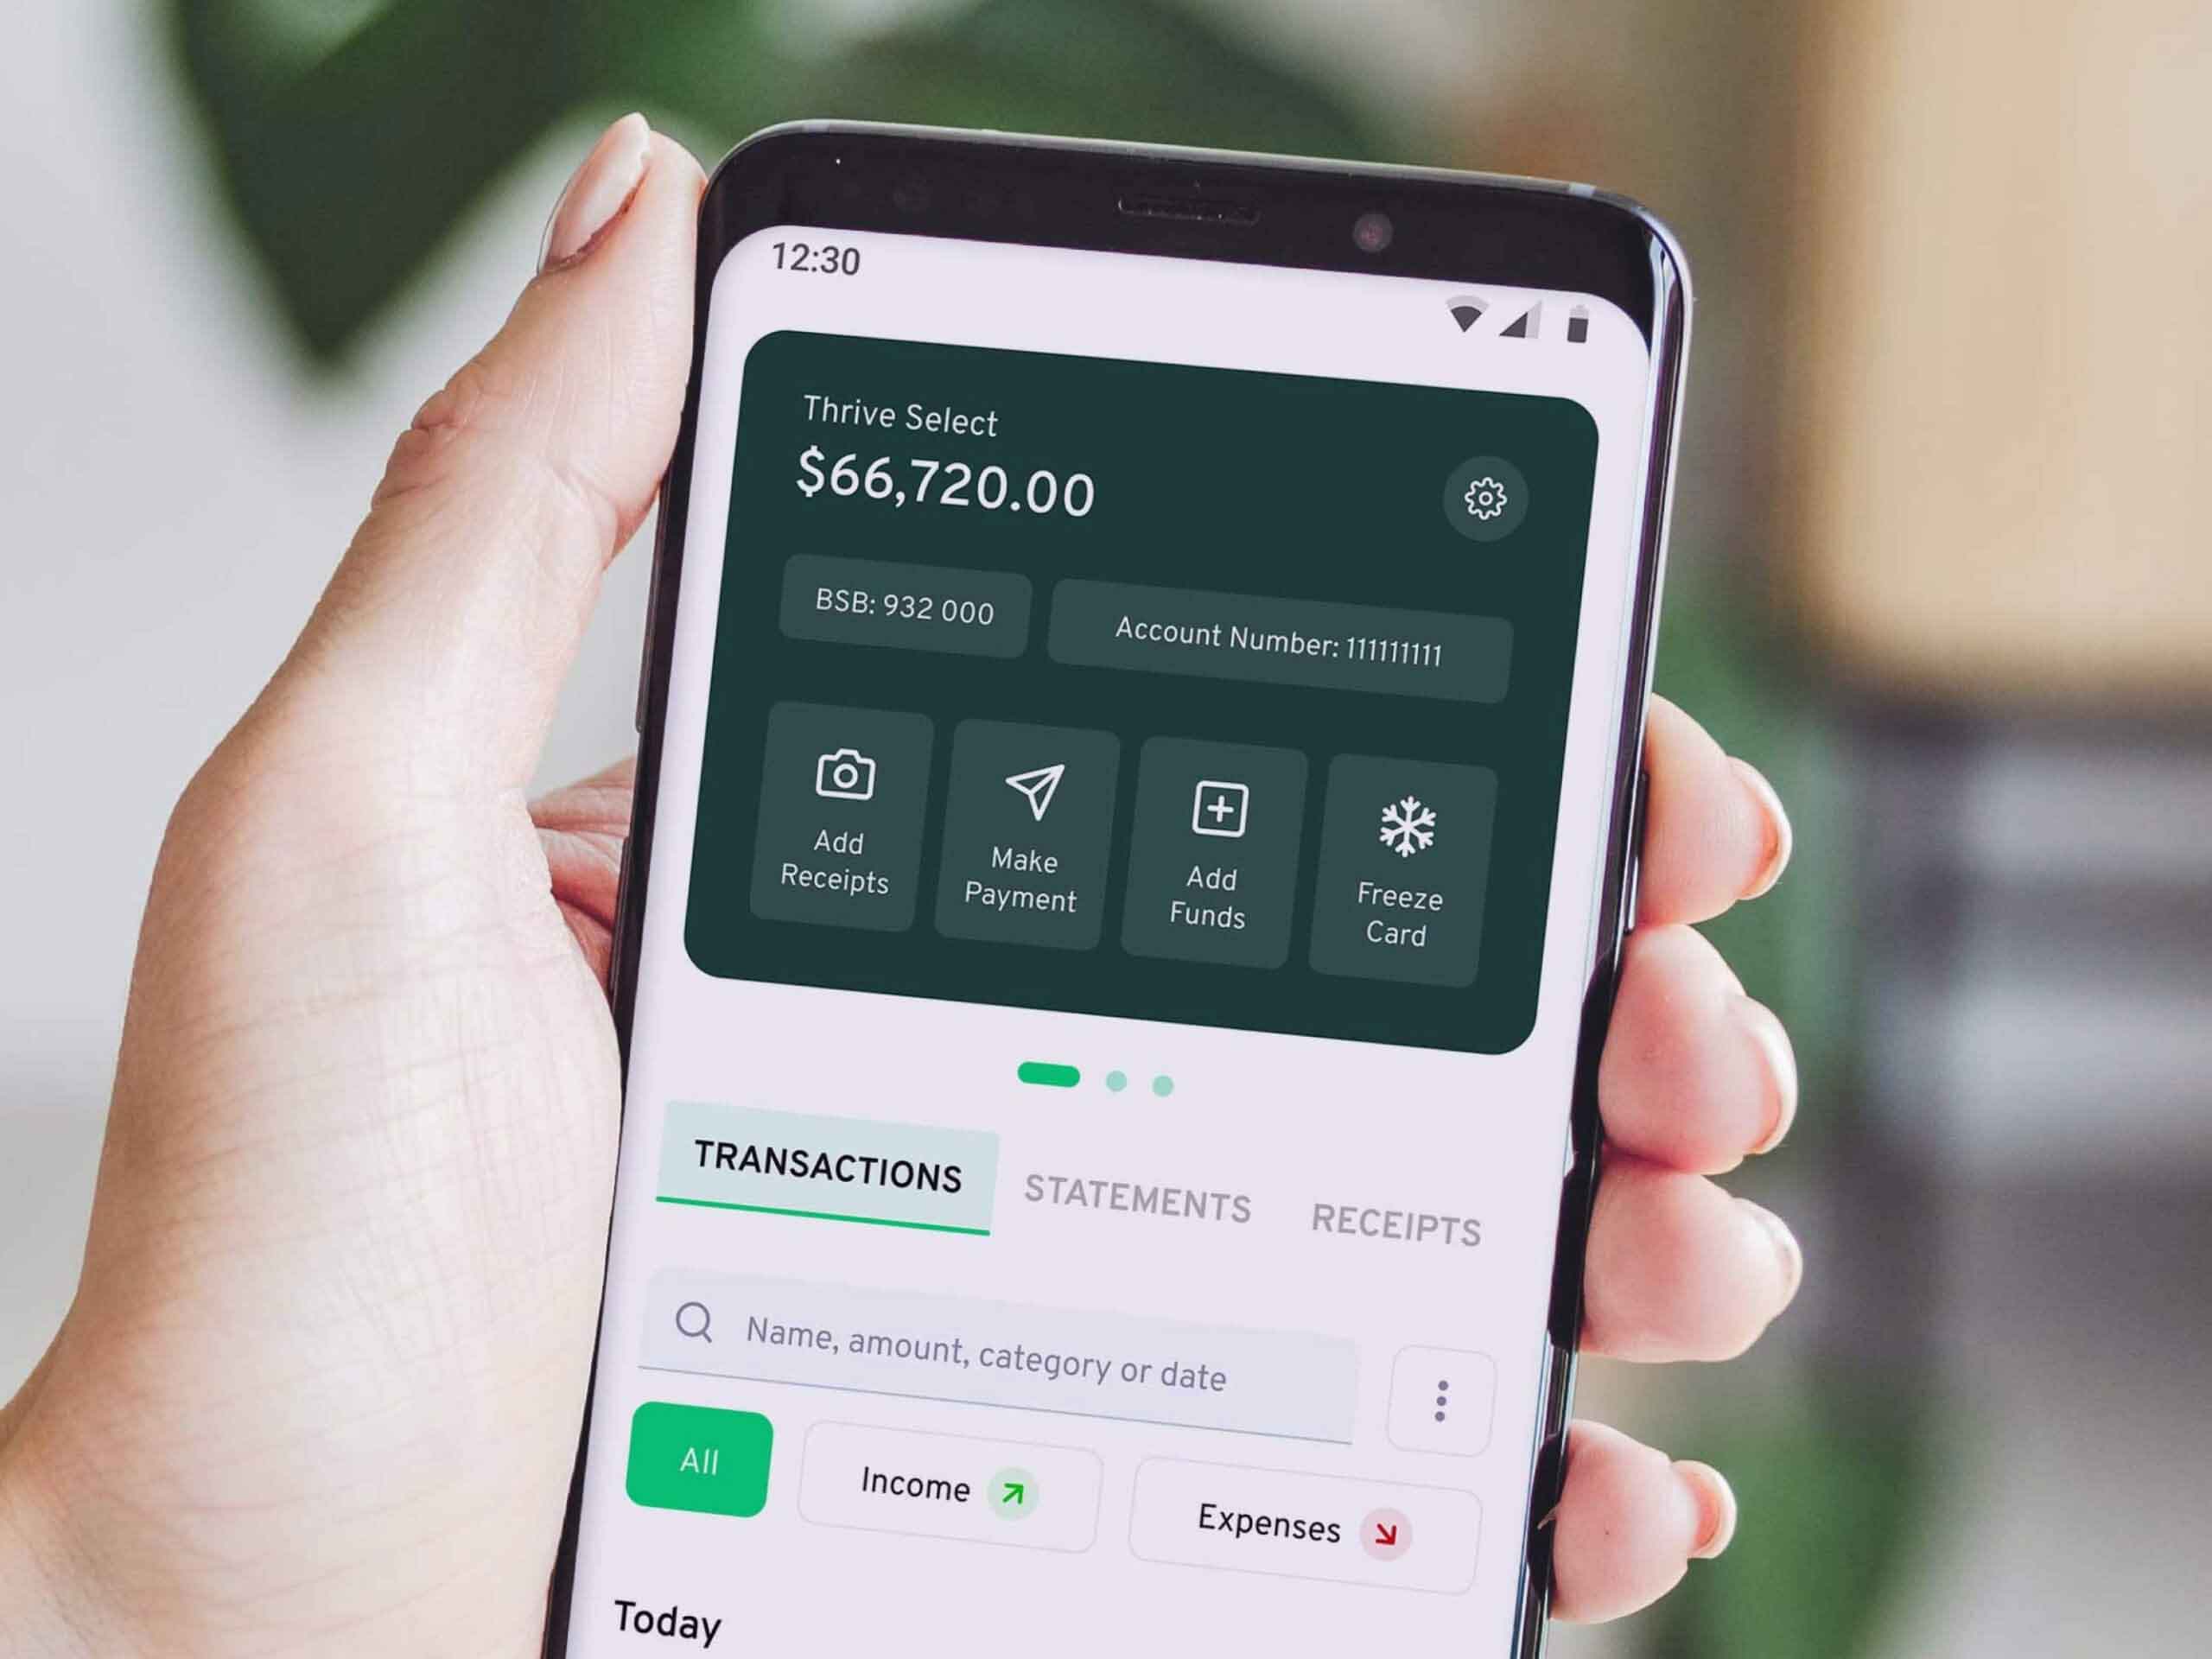 12:30
Thrive Select
$66,720.00
BSB: 932 000
Account Number: 111111111
Add
Receipts
Make
Payment
Add
Funds
Freeze
Card
TRANSACTIONS
STATEMENTS
RECEIPTS
Name, amount, category or date
All
Income
Expenses
Today